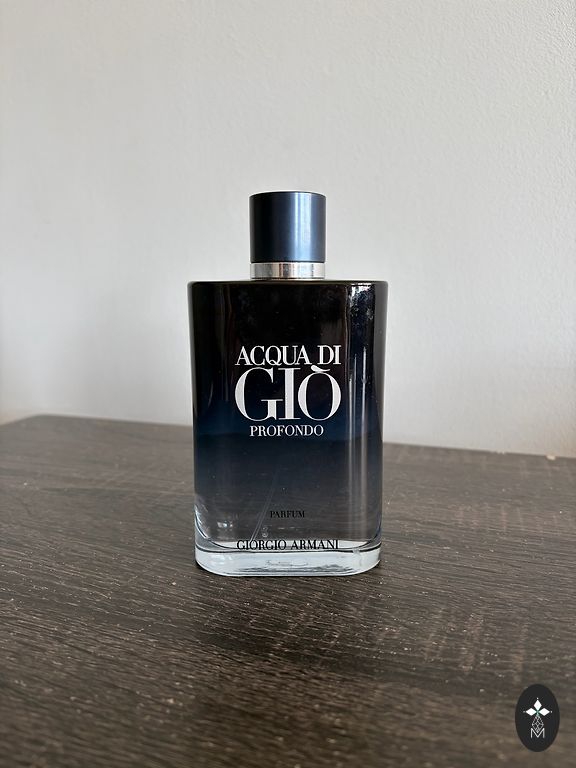 ACQUA DI
GIÒ
PROFONDO
PARFUM
GIORGIO ARMANI